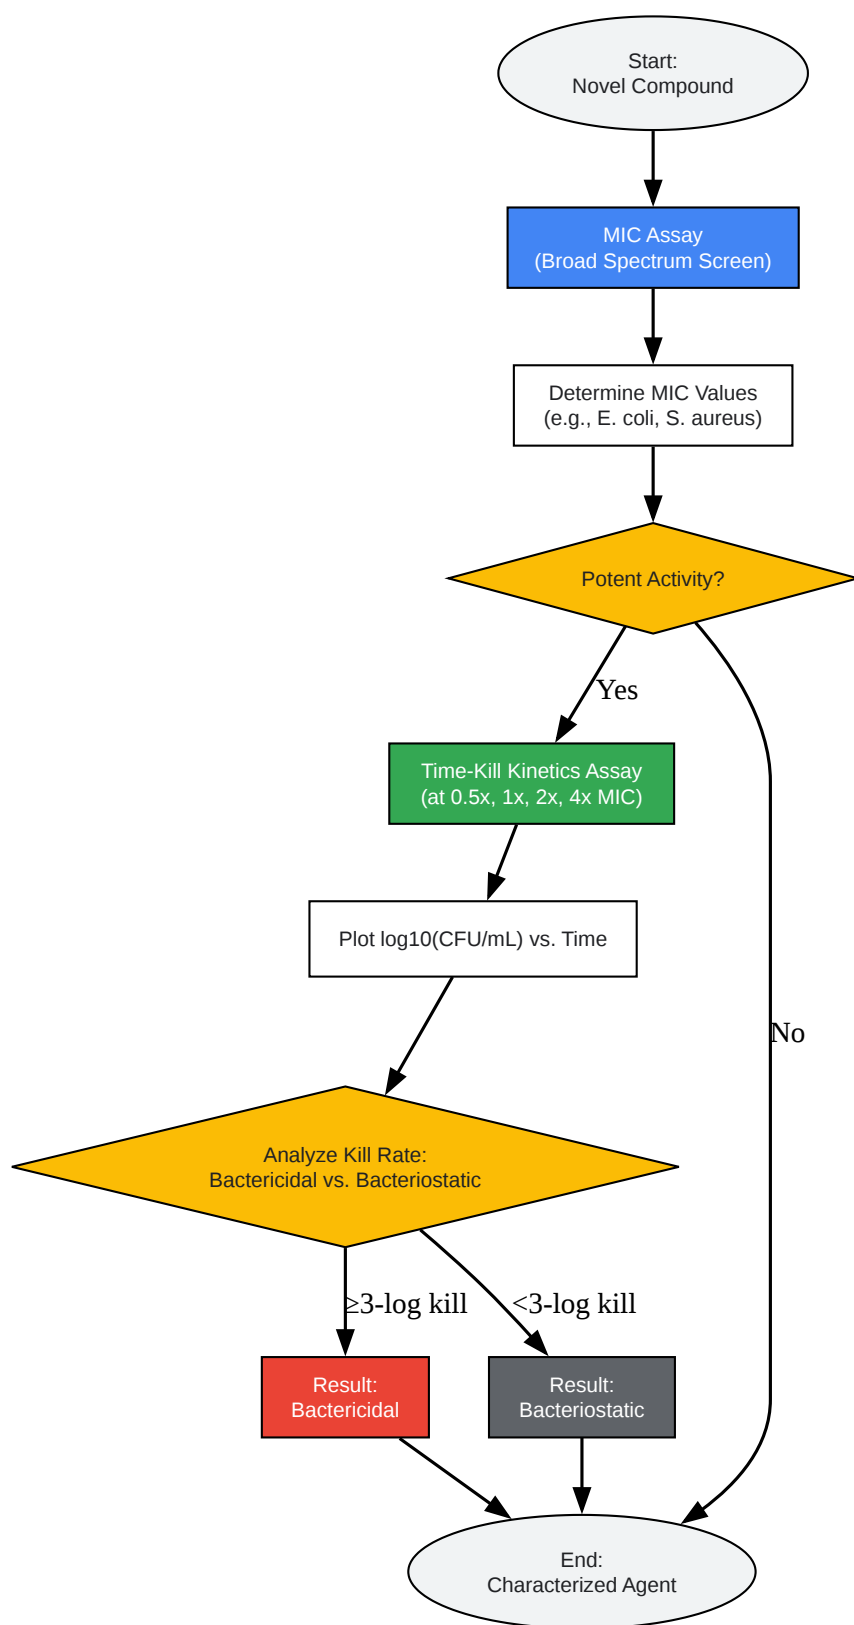 Start:
Novel Compound
MIC Assay
(Broad Spectrum Screen)
Determine MIC Values
(e.g., E. coli, S. aureus)
Potent Activity?
Yes
Time-Kill Kinetics Assay
(at 0.5x, 1x, 2x, 4x MIC)
Plot log10(CFU/mL) vs. Time
No
Analyze Kill Rate:
Bactericidal vs. Bacteriostatic
≥3-log kill
<3-log kill
Result:
Bactericidal
Result:
Bacteriostatic
End:
Characterized Agent